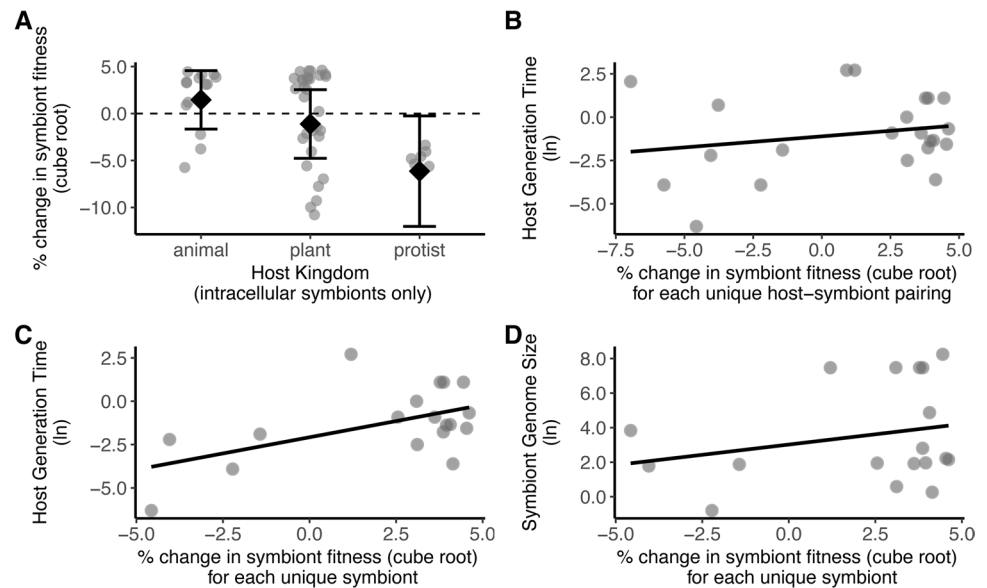 A
% change in symbiont fitness
(cube root)
5.0
0.0
−5.0
−10.0
animal
plant
protist
Host Kingdom
(intracellular symbionts only)
B
Host Generation Time
(ln)
2.5
0.0
−2.5
−5.0
−7.5
−5.0
−2.5
0.0
2.5
5.0
% change in symbiont fitness (cube root)
for each unique host−symbiont pairing
C
Host Generation Time
(ln)
2.5
0.0
−2.5
−5.0
−5.0
−2.5
0.0
2.5
5.0
% change in symbiont fitness (cube root)
for each unique symbiont
D
Symbiont Genome Size
(ln)
8.0
6.0
4.0
2.0
0.0
−5.0
−2.5
0.0
2.5
5.0
% change in symbiont fitness (cube root)
for each unique symbiont